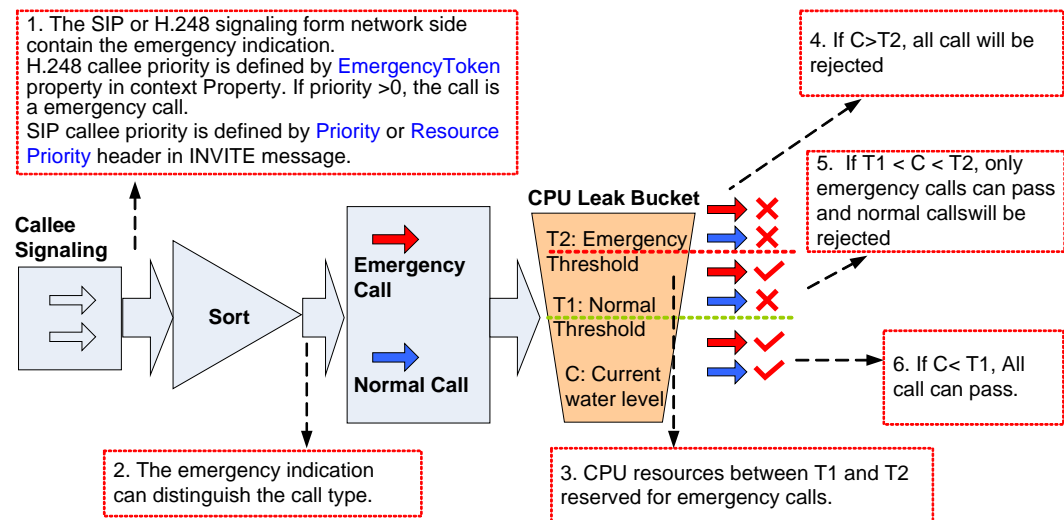 1. The SIP or H.248 signaling form network side
contain the emergency indication.
H.248 callee priority is defined by EmergencyToken
property in context Property. If priority >0, the call is
a emergency call.
SIP callee priority is defined by Priority or Resource
Priority header in INVITE message.
4. If C>T2, all call will be
rejected
5.  If T1 < C < T2, only
emergency calls can pass
and normal callswill be
rejected
Callee
Signaling
Sort
Emergency
Call
Normal Call
CPU Leak Bucket
T2: Emergency
Threshold
T1: Normal
Threshold
C: Current
water level
6. If C< T1, All
call can pass.
2. The emergency indication
can distinguish the call type.
3. CPU resources between T1 and T2
reserved for emergency calls.